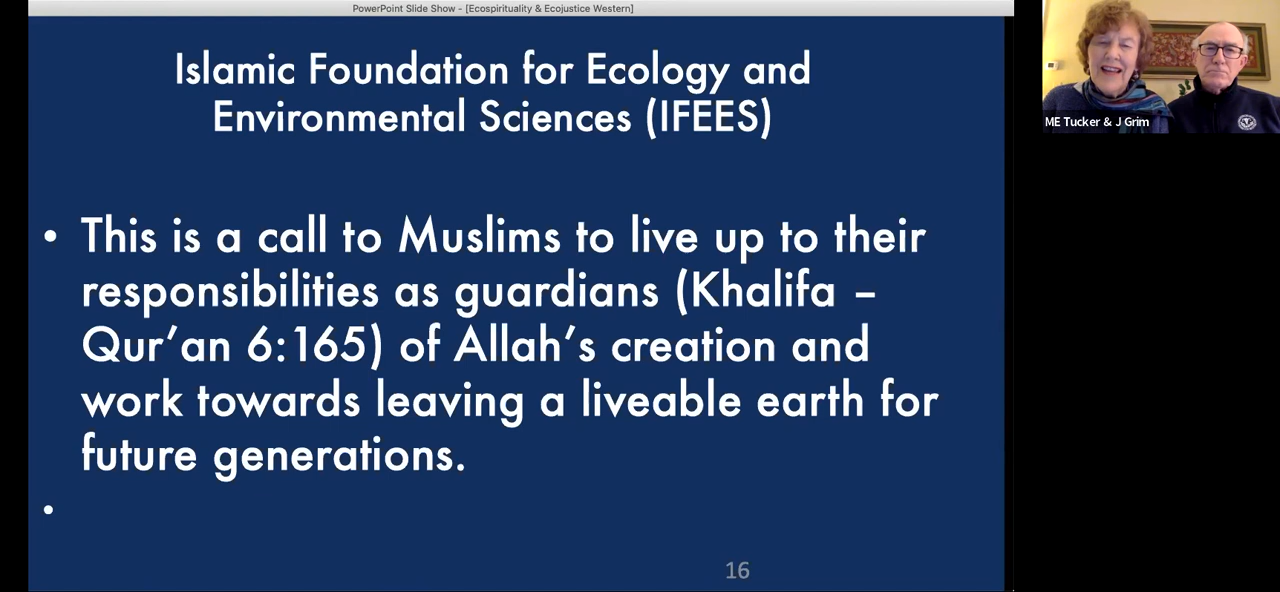 PowerPoint Slide Show - [Ecospirituality & Ecojustice Western]
Islamic Foundation for Ecology and
Environmental Sciences (IFEES)
• This is a call to Muslims to live up to their
responsibilities as guardians (Khalifa –
Qur’an 6:165) of Allah’s creation and
work towards leaving a liveable earth for
future generations.
•
16
ME Tucker & J Grim